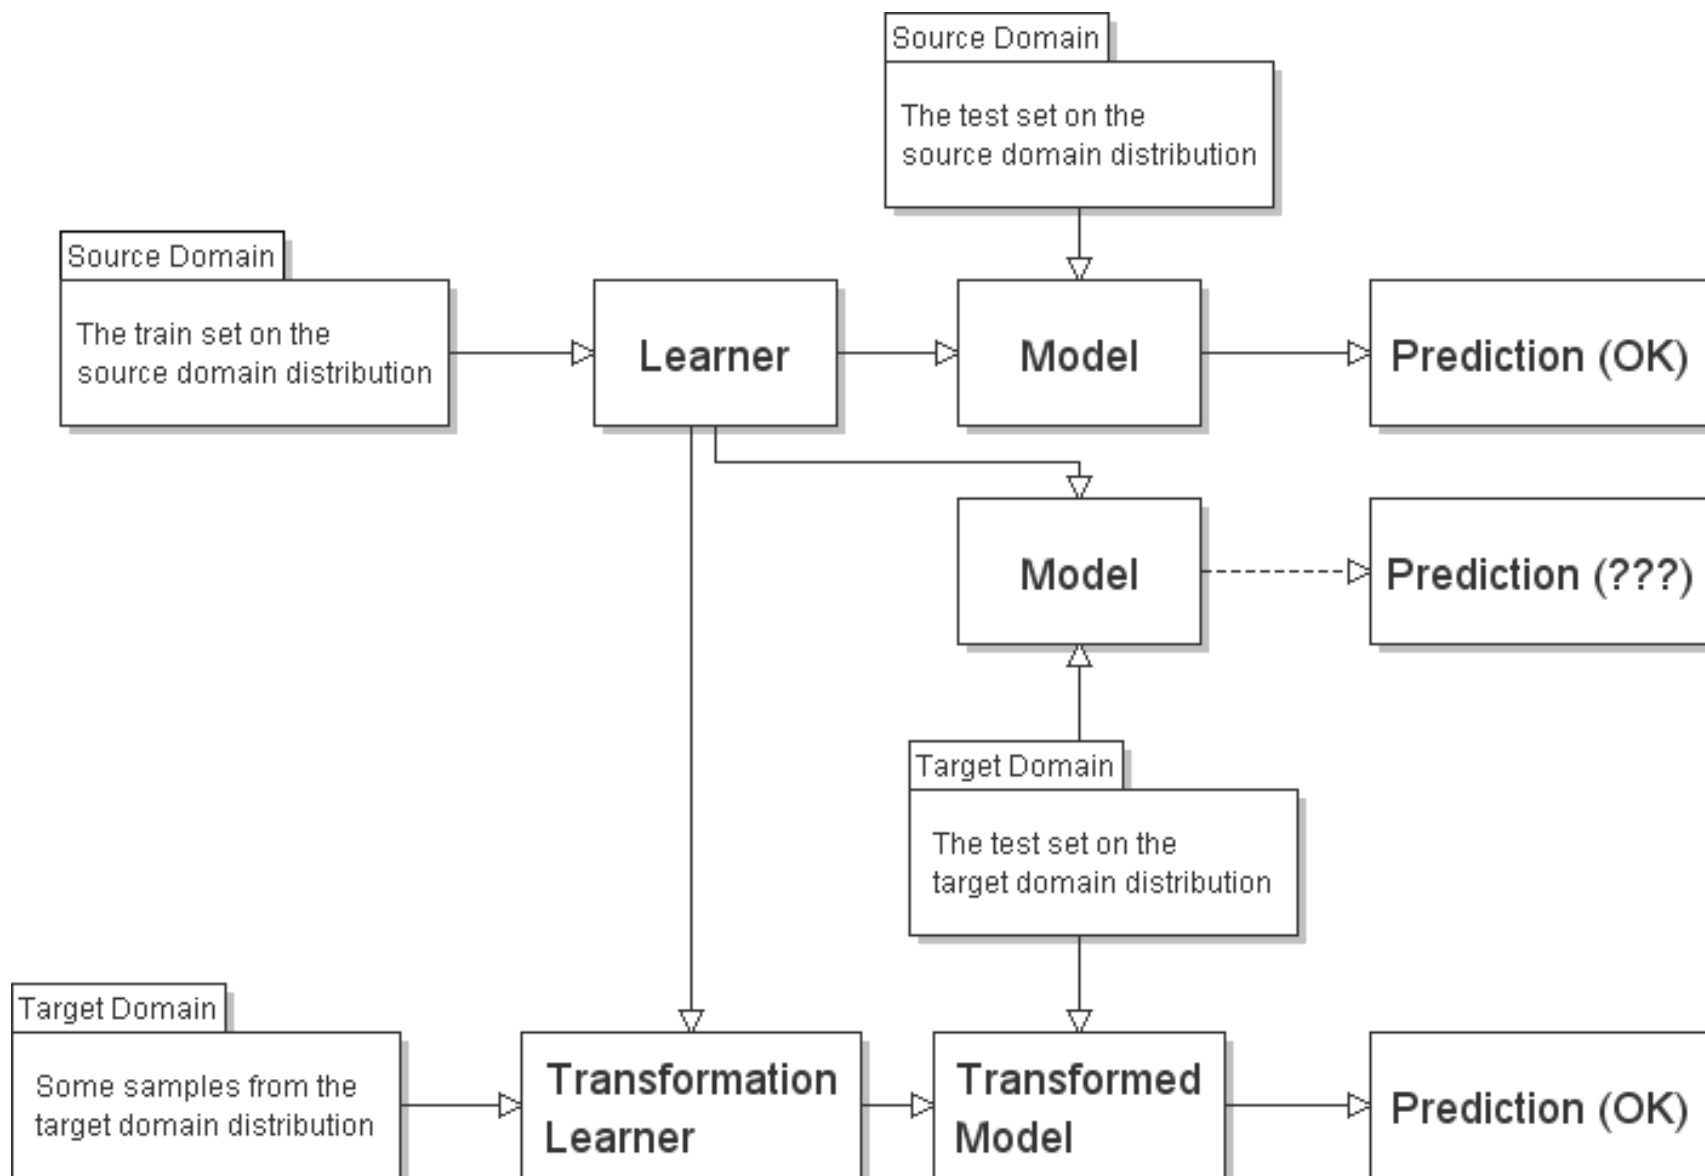 Source Domain
The test set on the
source domain distribution
Source Domain
The train set on the
source domain distribution
Learner
Model
Prediction (OK)
Model
Prediction (???)
Target Domain
The test set on the
target domain distribution
Target Domain
Some samples from the
target domain distribution
Transformation
Learner
Transformed
Model
Prediction (OK)